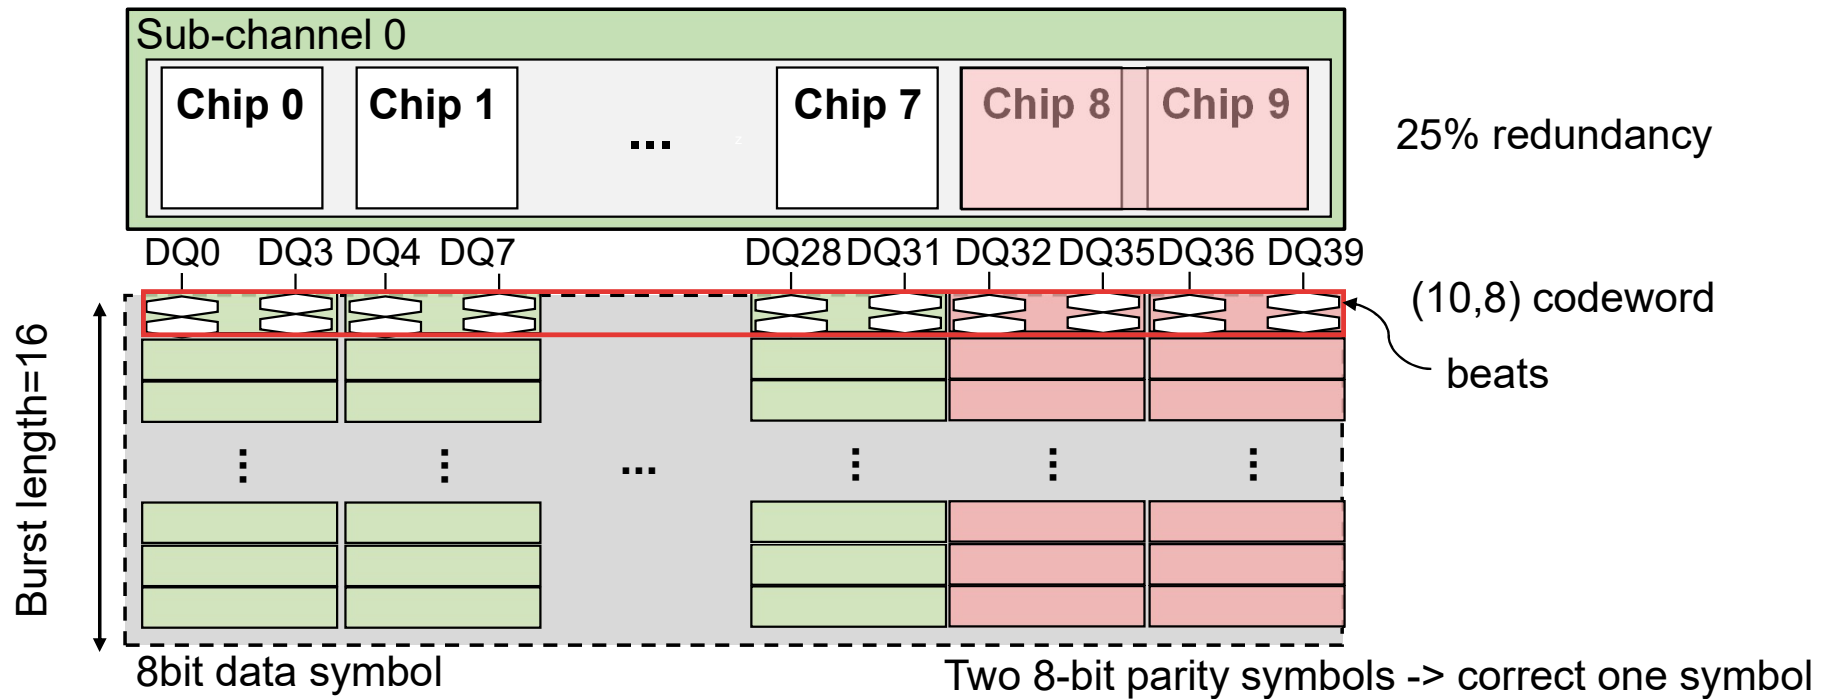 Sub-channel 0
Chip 0 Chip 1 ... Chip 7 Chip 8 Chip 9
z
25% redundancy
DQ0 DQ3 DQ4 DQ7 DQ28 DQ31 DQ32 DQ35 DQ36 DQ39
(10,8) codeword
beats
Burst length=16
...
8bit data symbol
Two 8-bit parity symbols -> correct one symbol